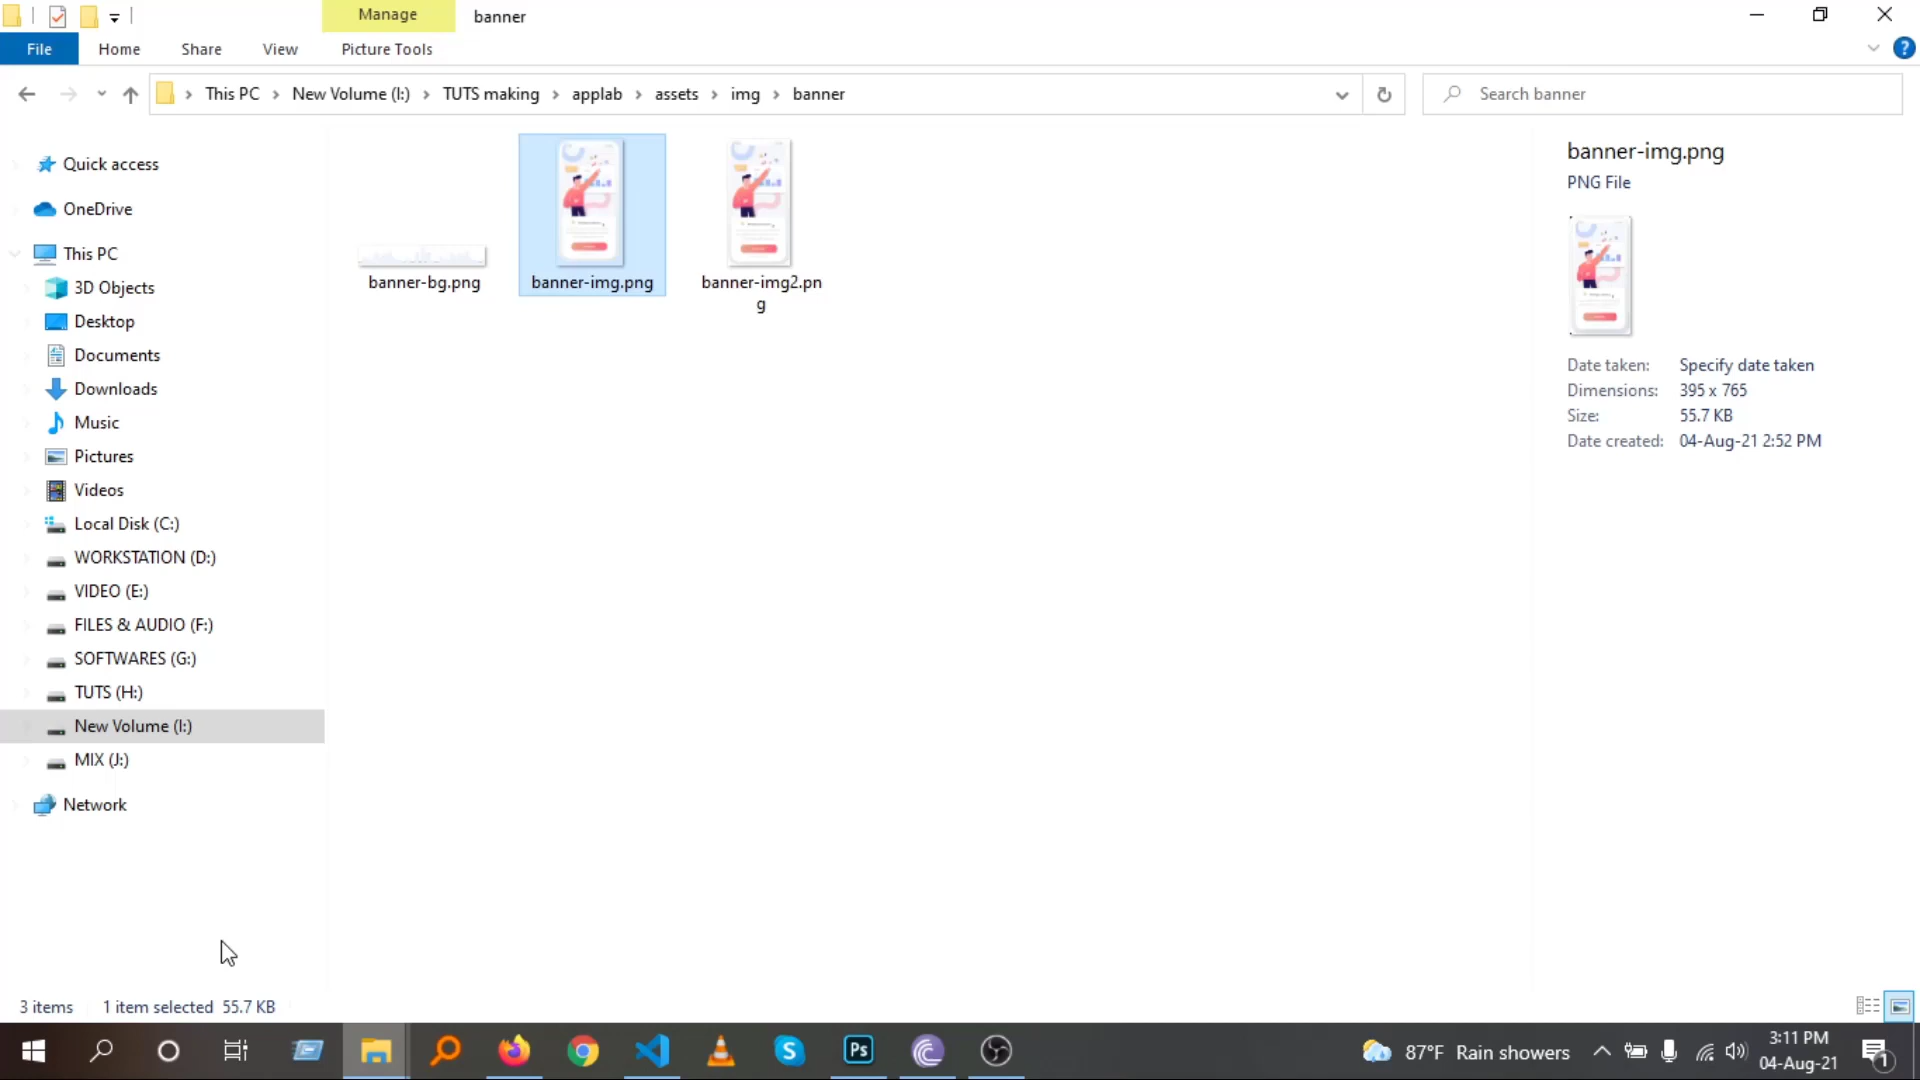 Manage
banner
File
Home
Share
View
Picture Tools
This PC
New Volume (I:)
TUTS making
applab
assets
img
banner
Search banner
Quick access
OneDrive
This PC
3D Objects
Desktop
Documents
Downloads
Music
Pictures
Videos
Local Disk (C:)
WORKSTATION (D:)
VIDEO (E:)
FILES & AUDIO (F:)
SOFTWARES (G:)
TUTS (H:)
New Volume (I:)
MIX (J:)
Network
banner-bg.png
banner-img.png
banner-img2.pn
g
banner-img.png
PNG File
Date taken: Specify date taken
Dimensions: 395 x 765
Size: 55.7 KB
Date created: 04-Aug-21 2:52 PM
3 items
1 item selected 55.7 KB
Ps
87°F Rain showers
3:11 PM
04-Aug-21
1